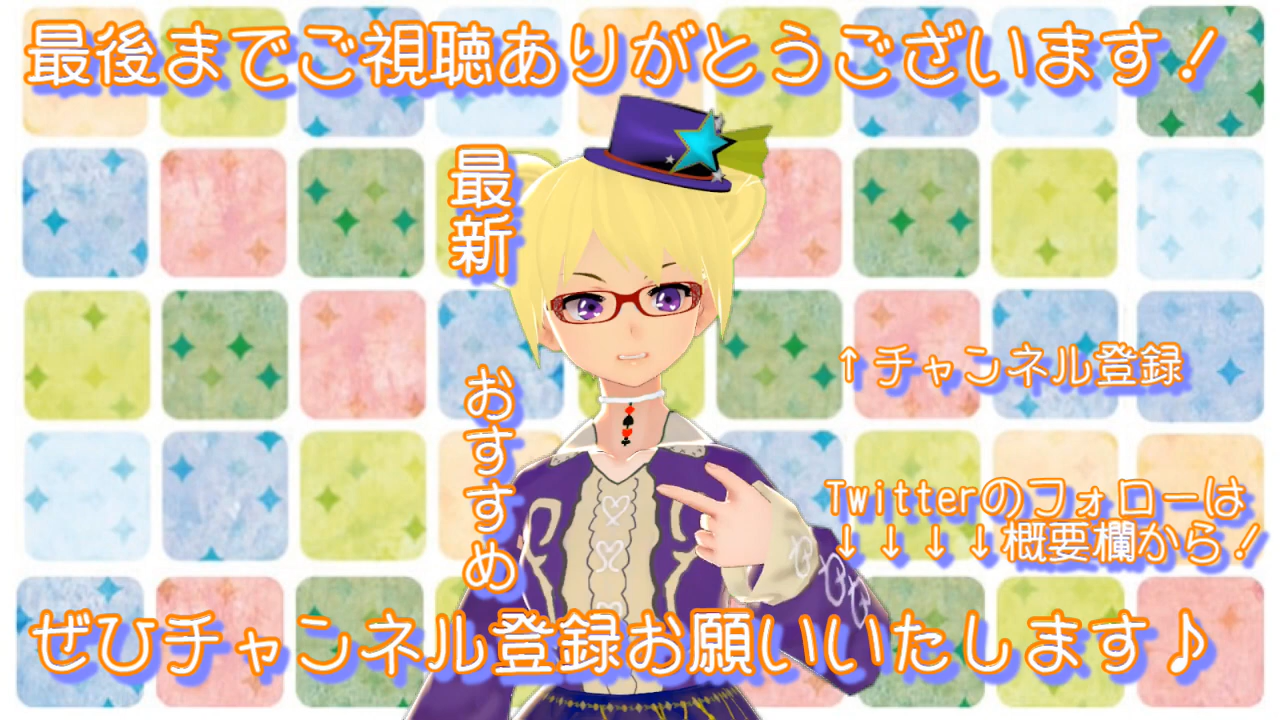 最後までご視聴ありがとうございます！
最新
↑チャンネル登録
おすすめ
Twitterのフォローは
↓↓↓↓概要欄から！
ぜひチャンネル登録お願いいたします♪